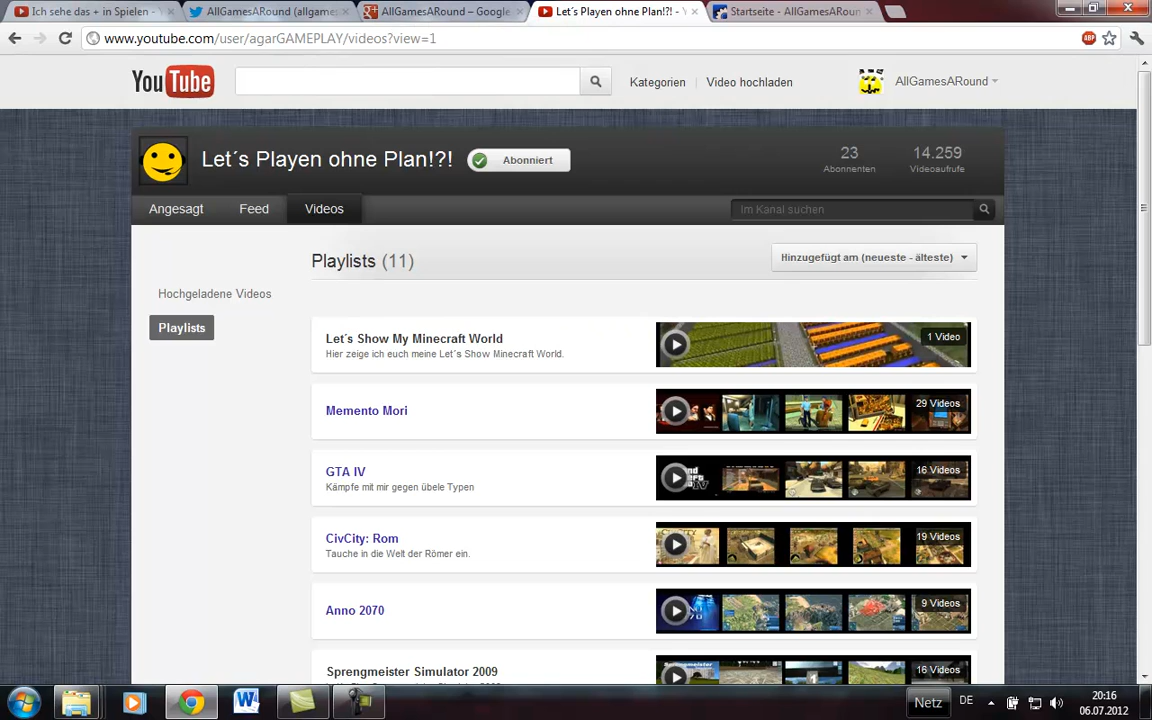 Ich sehe das + in Spielen -
AllGamesARound (allgame
AllGamesARound – Google
Let´s Playen ohne Plan!?! - Y
Startseite - AllGamesARoun
www.youtube.com/user/agarGAMEPLAY/videos?view=1
ABP
YouTube
Kategorien
Video hochladen
AllGamesARound
Let´s Playen ohne Plan!?!
Abonniert
23
Abonnenten
14.259
Videoaufrufe
Angesagt
Feed
Videos
Im Kanal suchen
Playlists (11)
Hinzugefügt am (neueste - älteste)
Hochgeladene Videos
Playlists
Let´s Show My Minecraft World
Hier zeige ich euch meine Let´s Show Minecraft World.
1 Video
Memento Mori
29 Videos
GTA IV
Kämpfe mit mir gegen übele Typen
16 Videos
CivCity: Rom
Tauche in die Welt der Römer ein.
19 Videos
Anno 2070
9 Videos
Sprengmeister Simulator 2009
16 Videos
Netz
DE
20:16
06.07.2012